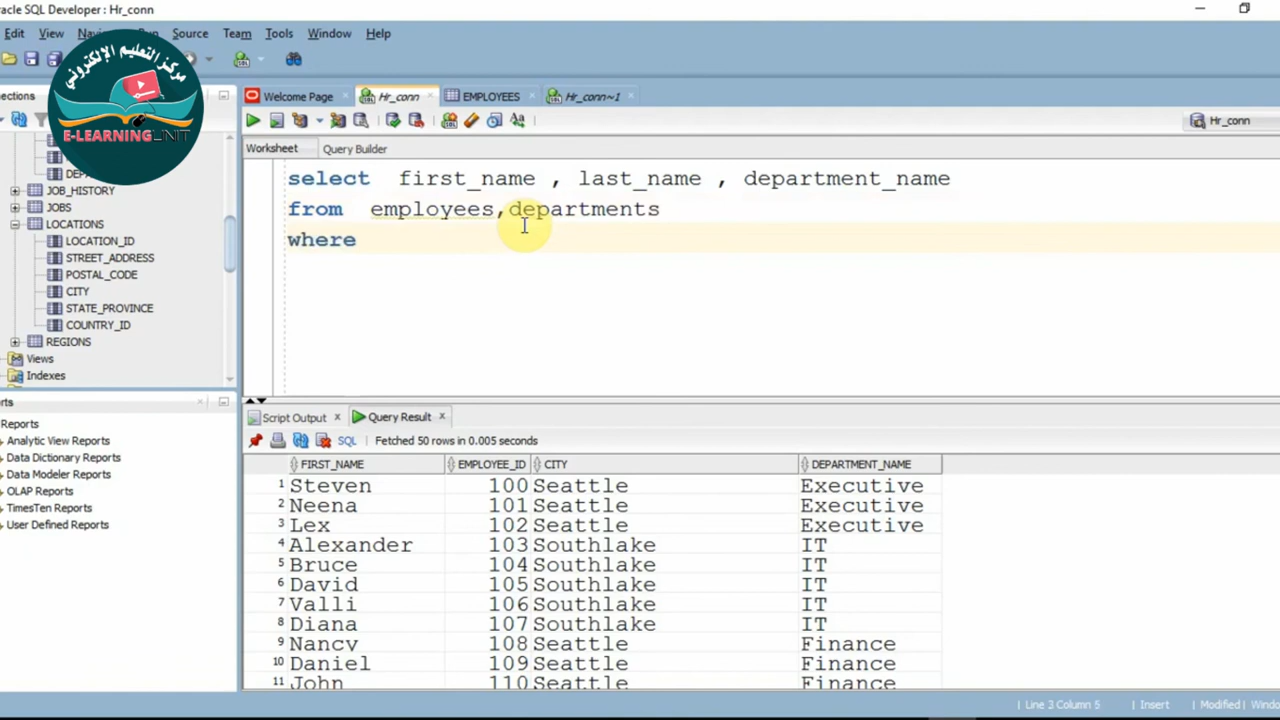 racle SQL Developer : Hr_conn
Edit View Run Source Team Tools Window Help
مركز التعليم الإلكتروني
E-LEARNING UNIT
nections
JOB_HISTORY
JOBS
LOCATIONS
LOCATION_ID
STREET_ADDRESS
POSTAL_CODE
CITY
STATE_PROVINCE
COUNTRY_ID
REGIONS
Views
Indexes
orts
Reports
Analytic View Reports
Data Dictionary Reports
Data Modeler Reports
OLAP Reports
TimesTen Reports
User Defined Reports
Welcome Page Hr_conn EMPLOYEES Hr_conn~1
Hr_conn
Worksheet Query Builder
select first_name , last_name , department_name
from employees,departments
where
Script Output Query Result
SQL Fetched 50 rows in 0.005 seconds
FIRST_NAME EMPLOYEE_ID CITY DEPARTMENT_NAME
1 Steven 100 Seattle Executive
2 Neena 101 Seattle Executive
3 Lex 102 Seattle Executive
4 Alexander 103 Southlake IT
5 Bruce 104 Southlake IT
6 David 105 Southlake IT
7 Valli 106 Southlake IT
8 Diana 107 Southlake IT
9 Nancy 108 Seattle Finance
10 Daniel 109 Seattle Finance
11 John 110 Seattle Finance
Line 3 Column 5 Insert Modified Windo